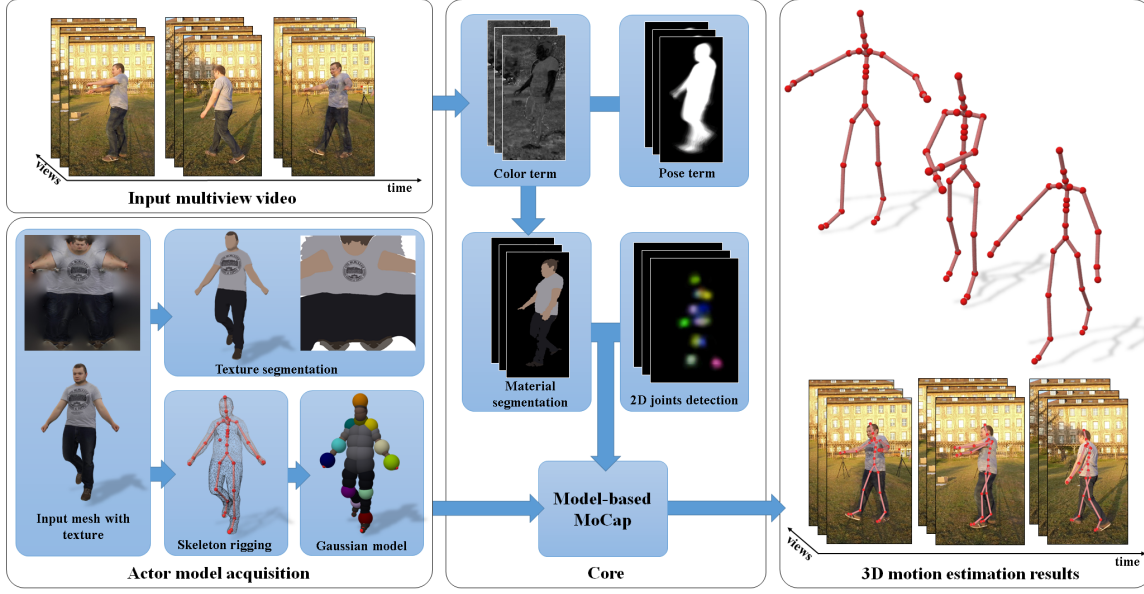 views
time
Input multiview video
Texture segmentation
Input mesh with
texture
Skeleton rigging
Gaussian model
Actor model acquisition
Color term
Pose term
Material
segmentation
2D joints detection
Model-based
MoCap
Core
views
time
3D motion estimation results